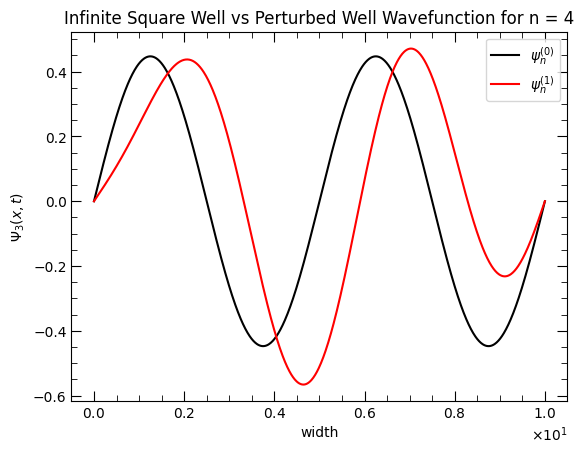 Infinite Square Well vs Perturbed Well Wavefunction for n = 4
ψₙ⁽⁰⁾
ψₙ⁽¹⁾
0.4
0.2
0.0
−0.2
−0.4
−0.6
Ψ₃(x, t)
0.0 0.2 0.4 0.6 0.8 1.0
width
×10¹